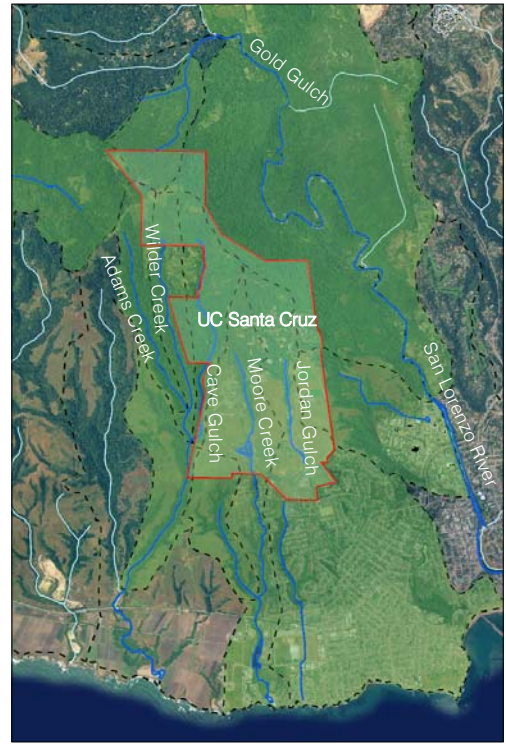 Gold Gulch
Wilder Creek
Adams Creek
UC Santa Cruz
Cave Gulch
Moore Creek
Jordan Gulch
San Lorenzo River